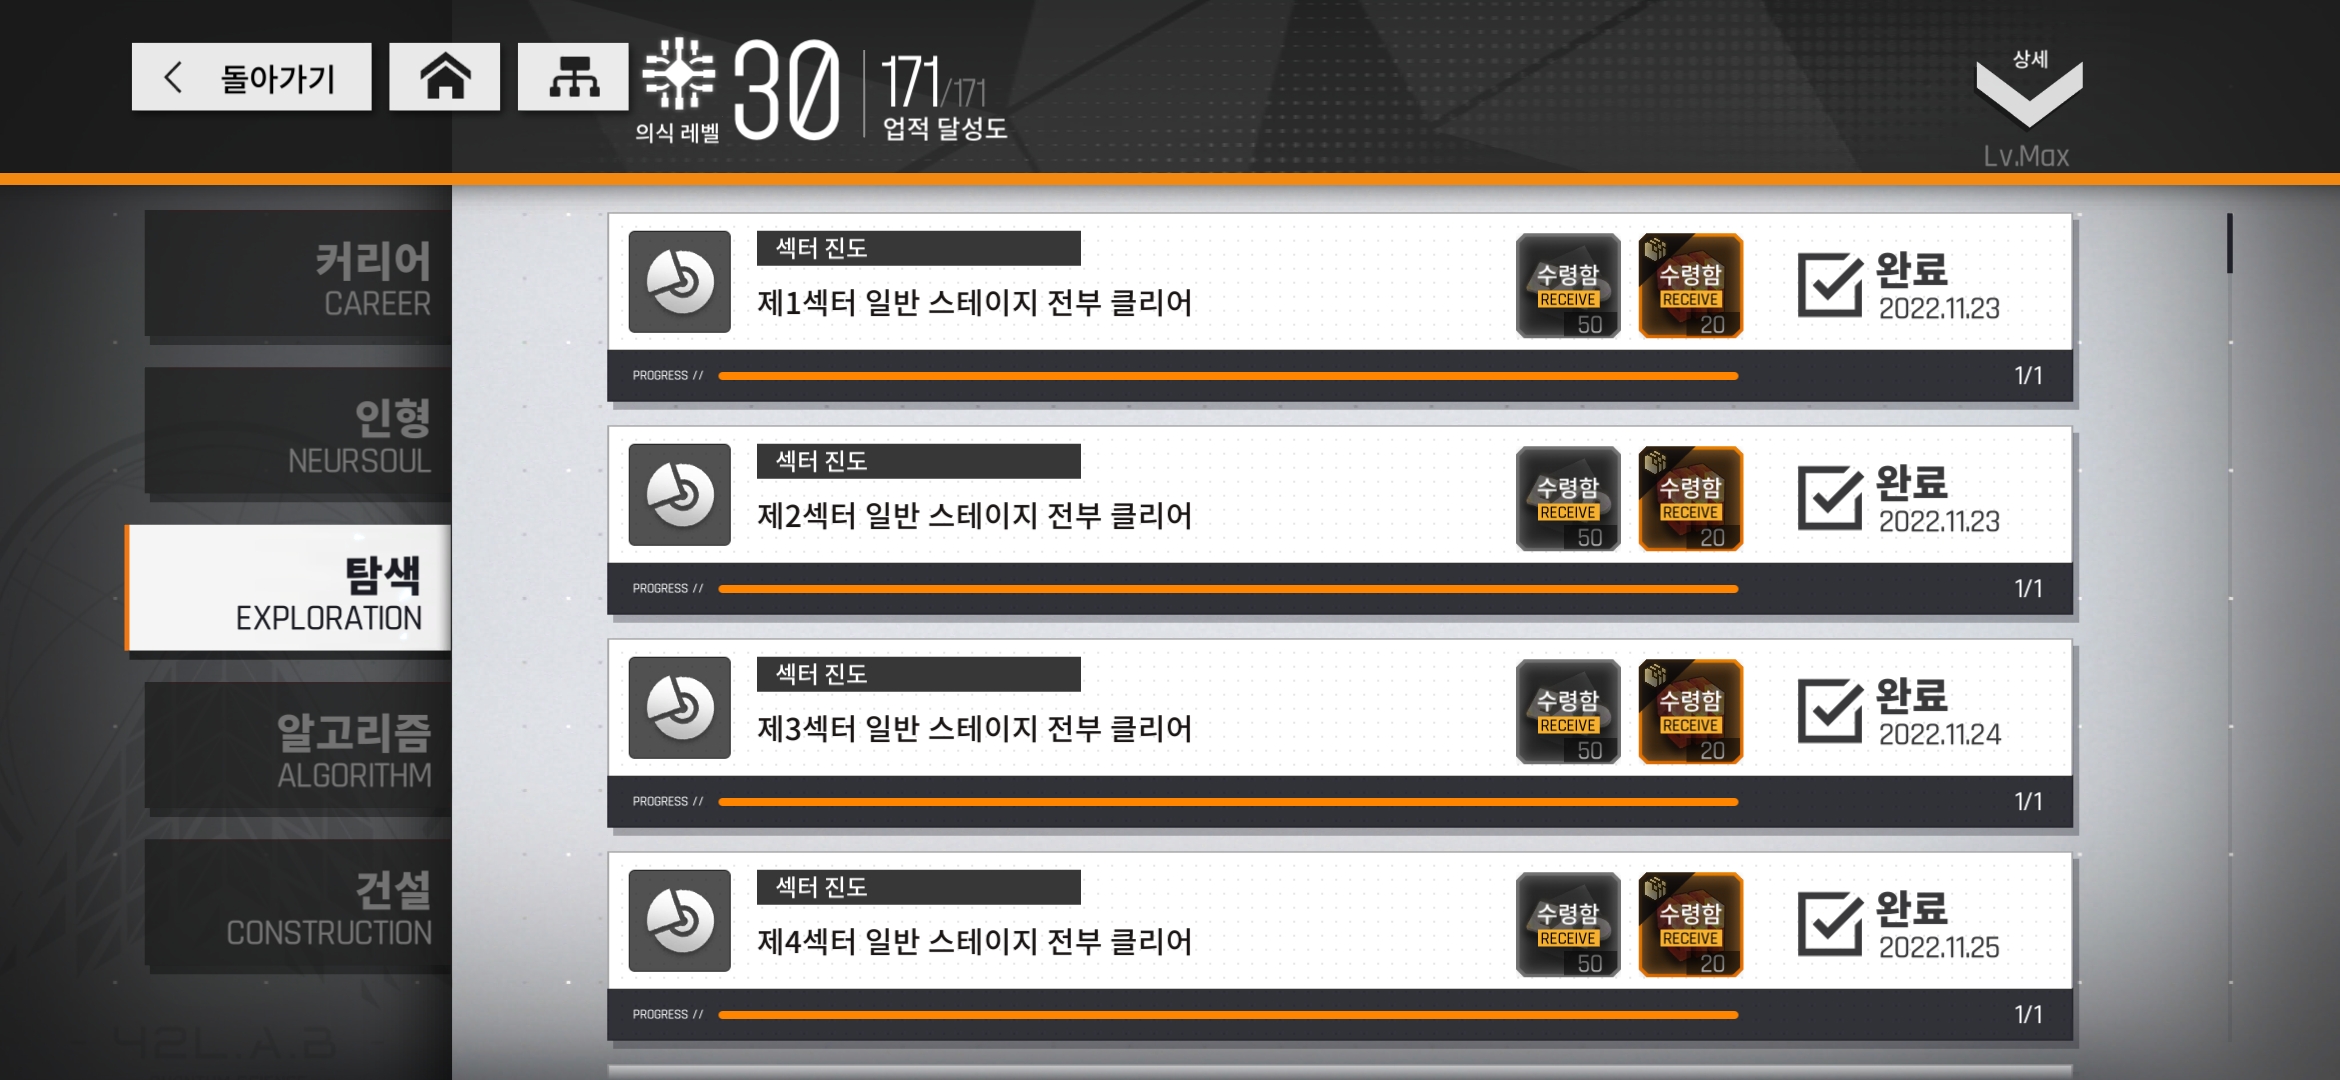 돌아가기
의식 레벨
30
171/171
업적 달성도
상세
Lv.Max
커리어
CAREER
인형
NEURSOUL
탐색
EXPLORATION
알고리즘
ALGORITHM
건설
CONSTRUCTION
42L.A.B
섹터 진도
제1섹터 일반 스테이지 전부 클리어
수령함
RECEIVE
50
수령함
RECEIVE
20
완료
2022.11.23
PROGRESS //
1/1
섹터 진도
제2섹터 일반 스테이지 전부 클리어
수령함
RECEIVE
50
수령함
RECEIVE
20
완료
2022.11.23
PROGRESS //
1/1
섹터 진도
제3섹터 일반 스테이지 전부 클리어
수령함
RECEIVE
50
수령함
RECEIVE
20
완료
2022.11.24
PROGRESS //
1/1
섹터 진도
제4섹터 일반 스테이지 전부 클리어
수령함
RECEIVE
50
수령함
RECEIVE
20
완료
2022.11.25
PROGRESS //
1/1